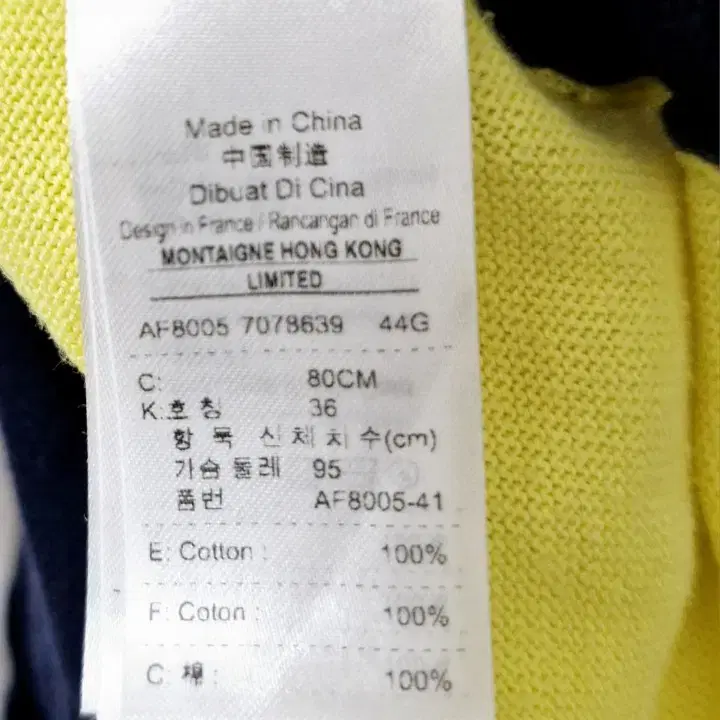 Made in China
中国制造
Dibuat Di Cina
Design in France / Rancangan di France
MONTAIGNE HONG KONG
LIMITED
AF8005 7078639 44G
C: 80CM
K:호 칭 36
항 목 신 체 치 수(cm)
가슴 둘레 95
품번 AF8005-41
E: Cotton : 100%
F: Coton : 100%
C: 棉 : 100%